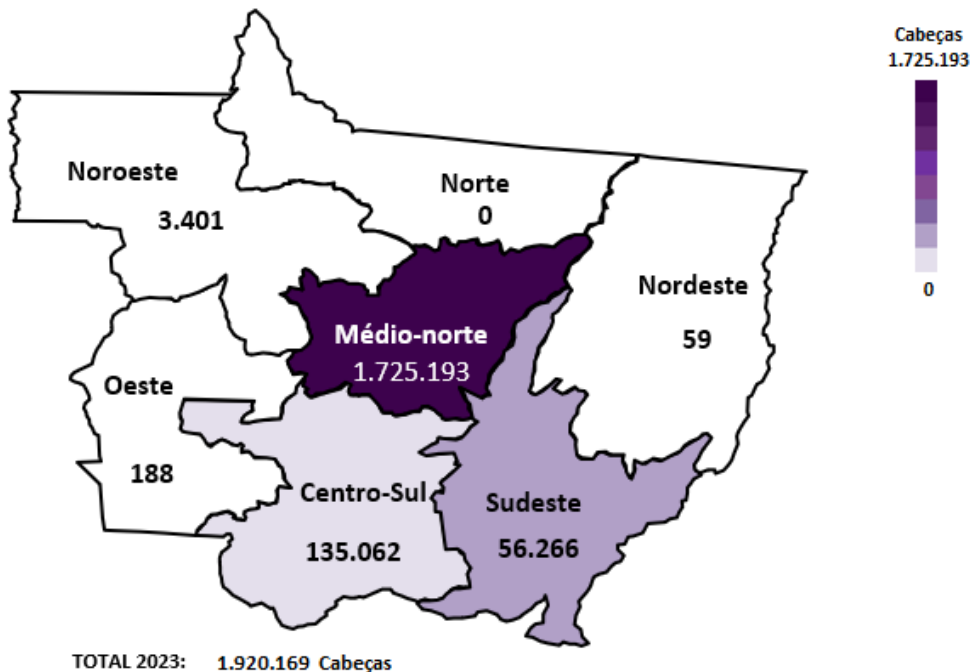 Cabeças
1.725.193
0
Noroeste
3.401
Norte
0
Nordeste
59
Médio-norte
1.725.193
Oeste
188
Centro-Sul
135.062
Sudeste
56.266
TOTAL 2023: 1.920.169 Cabeças